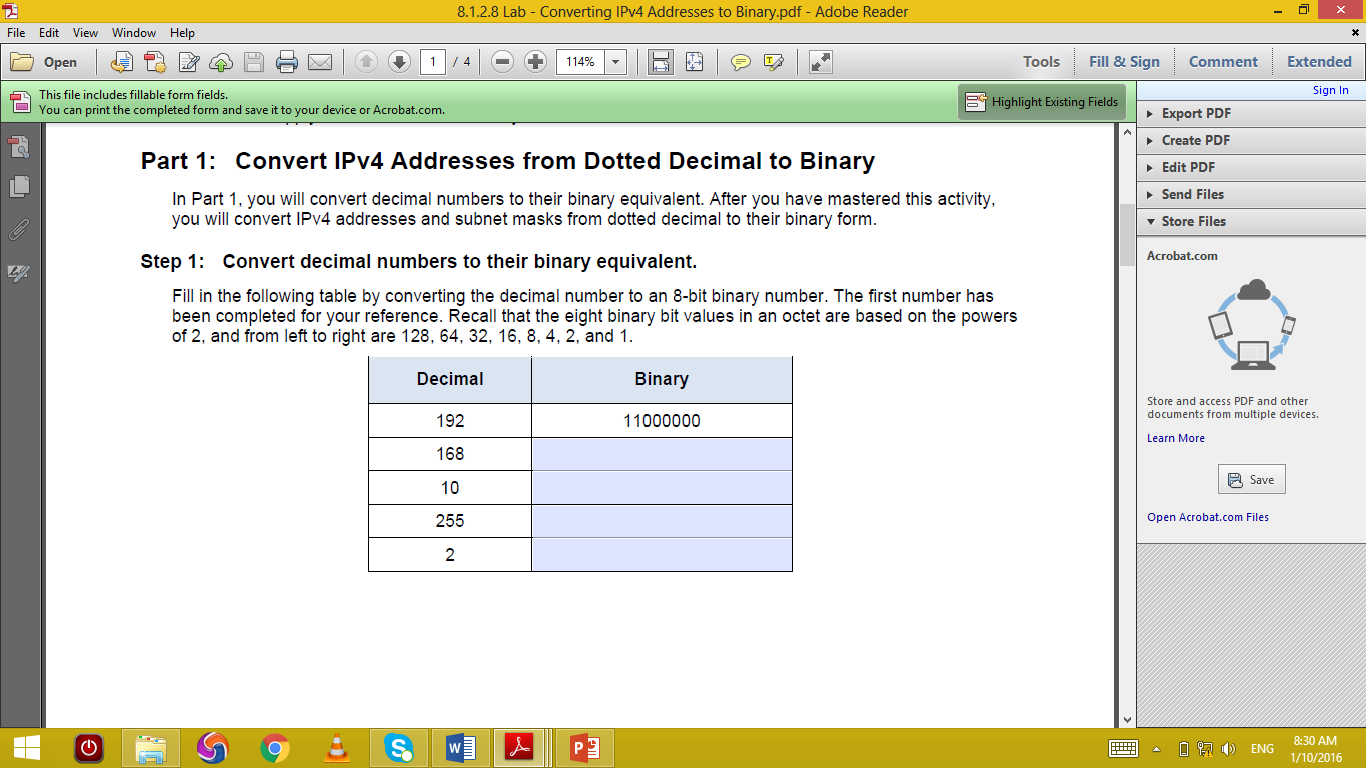 8.1.2.8 Lab - Converting IPv4 Addresses to Binary.pdf - Adobe Reader
File Edit View Window Help
Open 1 / 4 114% Tools Fill & Sign Comment Extended
This file includes fillable form fields.
You can print the completed form and save it to your device or Acrobat.com.
Highlight Existing Fields
Sign In
Export PDF
Create PDF
Edit PDF
Send Files
Store Files
Acrobat.com
Store and access PDF and other
documents from multiple devices.
Learn More
Save
Open Acrobat.com Files
Part 1: Convert IPv4 Addresses from Dotted Decimal to Binary
In Part 1, you will convert decimal numbers to their binary equivalent. After you have mastered this activity,
you will convert IPv4 addresses and subnet masks from dotted decimal to their binary form.
Step 1: Convert decimal numbers to their binary equivalent.
Fill in the following table by converting the decimal number to an 8-bit binary number. The first number has
been completed for your reference. Recall that the eight binary bit values in an octet are based on the powers
of 2, and from left to right are 128, 64, 32, 16, 8, 4, 2, and 1.
Decimal Binary
192 11000000
168
10
255
2
ENG
8:30 AM
1/10/2016